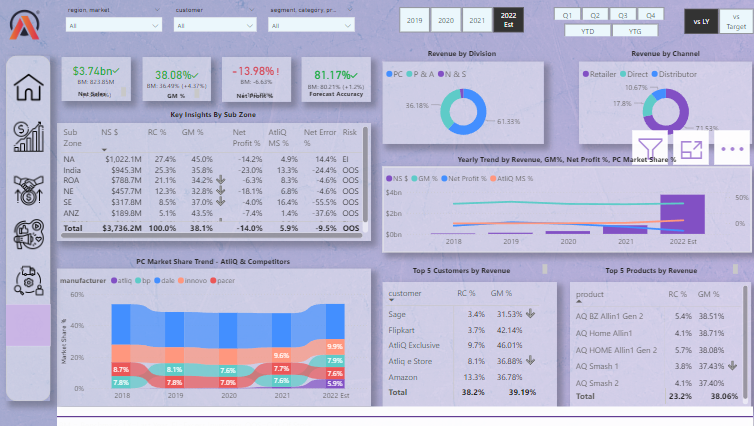 region, market
customer
segment, category, pr...
All
All
All
2019
2020
2021
2022 Est
Q1
Q2
Q3
Q4
YTD
YTG
vs LY
vs Target
$3.74bn
BM: 823.85M
Net Sales
38.08%
BM: 36.49% (+4.37%)
GM %
-13.98% !
BM: -6.63%
Net Profit %
81.17%
BM: 80.21% (+1.2%)
Forecast Accuracy
Revenue by Division
PC P & A N & S
36.18%
61.33%
Revenue by Channel
Retailer Direct Distributor
10.67%
17.8%
71.53%
Key Insights By Sub Zone
Sub Zone NS $ RC % GM % Net Profit % AtliQ MS % Net Error % Risk
NA $1,022.1M 27.4% 45.0% -14.2% 4.9% 14.4% EI
India $945.3M 25.3% 35.8% -23.0% 13.3% -24.4% OOS
ROA $788.7M 21.1% 34.2% -6.3% 8.3% -4.6% OOS
NE $457.7M 12.3% 32.8% -18.1% 6.8% -4.6% OOS
SE $317.8M 8.5% 37.0% -4.0% 16.4% -55.5% OOS
ANZ $189.8M 5.1% 43.5% -7.4% 1.4% -37.6% OOS
Total $3,736.2M 100.0% 38.1% -14.0% 5.9% -9.5% OOS
Yearly Trend by Revenue, GM%, Net Profit %, PC Market Share %
NS $ GM % Net Profit % AtliQ MS %
$4bn
$2bn
$0bn
50%
0%
2018 2019 2020 2021 2022 Est
PC Market Share Trend - AtliQ & Competitors
manufacturer atliq bp dale innovo pacer
Market Share %
60%
40%
20%
0%
8.7%
7.8%
8.1%
7.8%
7.6%
7.0%
9.6%
7.7%
7.6%
9.9%
7.9%
7.6%
5.9%
2018 2019 2020 2021 2022 Est
Top 5 Customers by Revenue
customer RC % GM %
Sage 3.4% 31.53%
Flipkart 3.7% 42.14%
AtliQ Exclusive 9.7% 46.01%
Atliq e Store 8.1% 36.88%
Amazon 13.3% 36.78%
Total 38.2% 39.19%
Top 5 Products by Revenue
product RC % GM %
AQ BZ Allin1 Gen 2 5.4% 38.51%
AQ Home Allin1 4.1% 38.71%
AQ HOME Allin1 Gen 2 5.7% 38.08%
AQ Smash 1 3.8% 37.43%
AQ Smash 2 4.1% 37.40%
Total 23.2% 38.06%